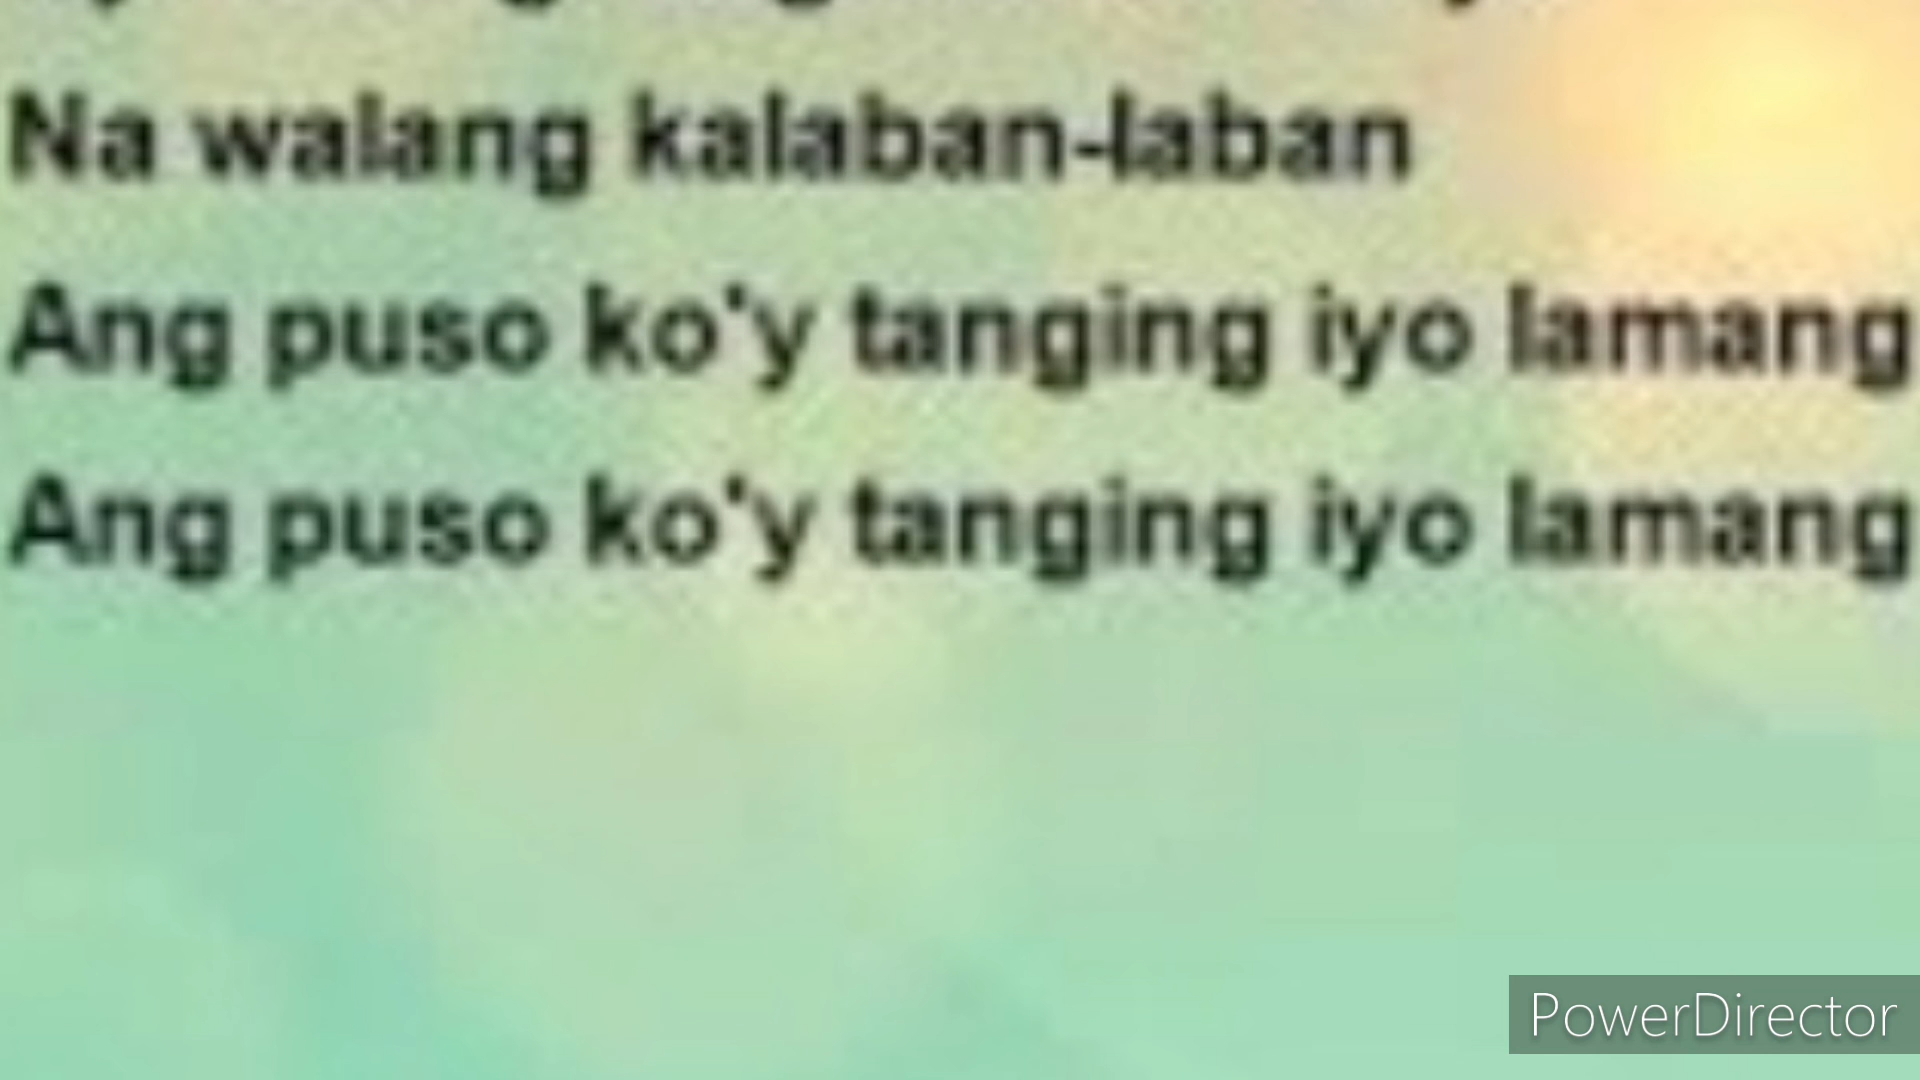 Na walang kalaban-laban
Ang puso ko'y tanging iyo lamang
Ang puso ko'y tanging iyo lamang
PowerDirector